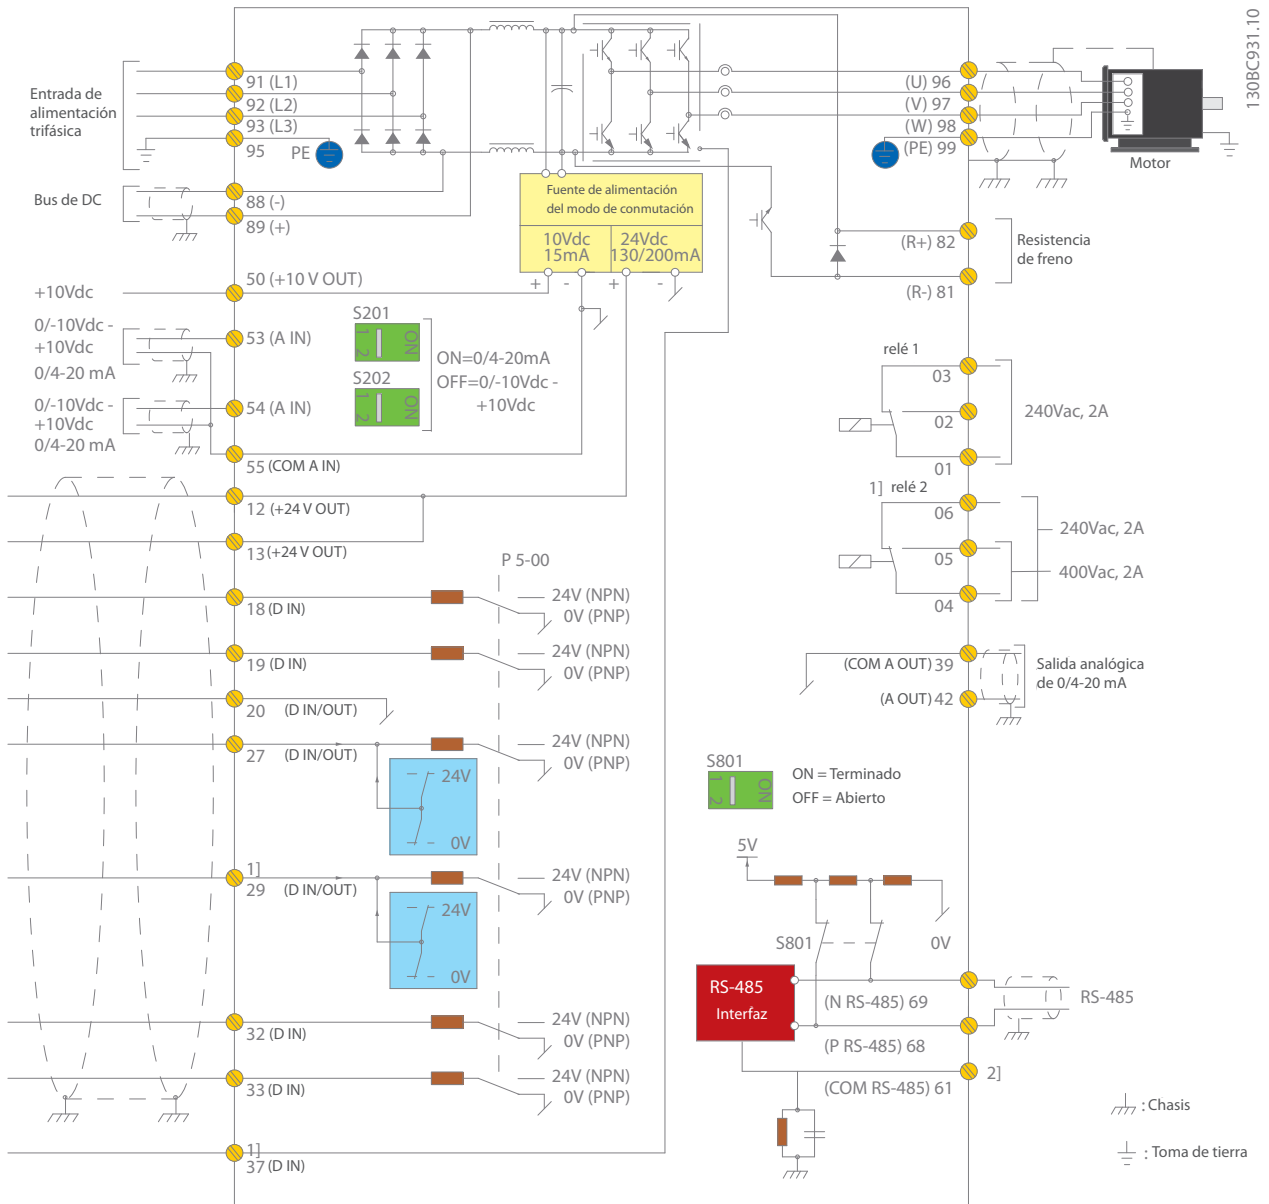 130BC931.10
Entrada de
alimentación
trifásica
91 (L1)
92 (L2)
93 (L3)
95
PE
Bus de DC
88 (-)
89 (+)
+10Vdc
50 (+10 V OUT)
0/-10Vdc -
+10Vdc
0/4-20 mA
53 (A IN)
0/-10Vdc -
+10Vdc
0/4-20 mA
54 (A IN)
55 (COM A IN)
12 (+24 V OUT)
13 (+24 V OUT)
18 (D IN)
19 (D IN)
20 (D IN/OUT)
27 (D IN/OUT)
1]
29 (D IN/OUT)
32 (D IN)
33 (D IN)
1]
37 (D IN)
Fuente de alimentación
del modo de conmutación
10Vdc
15mA
24Vdc
130/200mA
+ - + -
S201
1 2 ON
S202
1 2 ON
ON=0/4-20mA
OFF=0/-10Vdc -
+10Vdc
P 5-00
24V (NPN)
0V (PNP)
24V (NPN)
0V (PNP)
24V (NPN)
0V (PNP)
24V
0V
24V (NPN)
0V (PNP)
24V
0V
24V (NPN)
0V (PNP)
24V (NPN)
0V (PNP)
(U) 96
(V) 97
(W) 98
(PE) 99
Motor
(R+) 82
(R-) 81
Resistencia
de freno
relé 1
03
02
01
240Vac, 2A
1] relé 2
06
05
04
240Vac, 2A
400Vac, 2A
(COM A OUT) 39
(A OUT) 42
Salida analógica
de 0/4-20 mA
S801
1 2 ON
ON = Terminado
OFF = Abierto
5V
S801
0V
RS-485
Interfaz
(N RS-485) 69
(P RS-485) 68
(COM RS-485) 61
RS-485
2]
: Chasis
: Toma de tierra